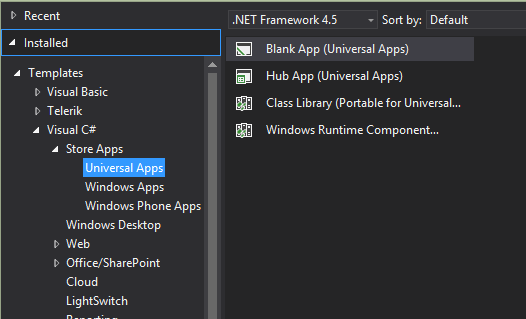 Recent
Installed
Templates
Visual Basic
Telerik
Visual C#
Store Apps
Universal Apps
Windows Apps
Windows Phone Apps
Windows Desktop
Web
Office/SharePoint
Cloud
LightSwitch
Reporting
.NET Framework 4.5
Sort by: Default
Blank App (Universal Apps)
Hub App (Universal Apps)
Class Library (Portable for Universal...
Windows Runtime Component...